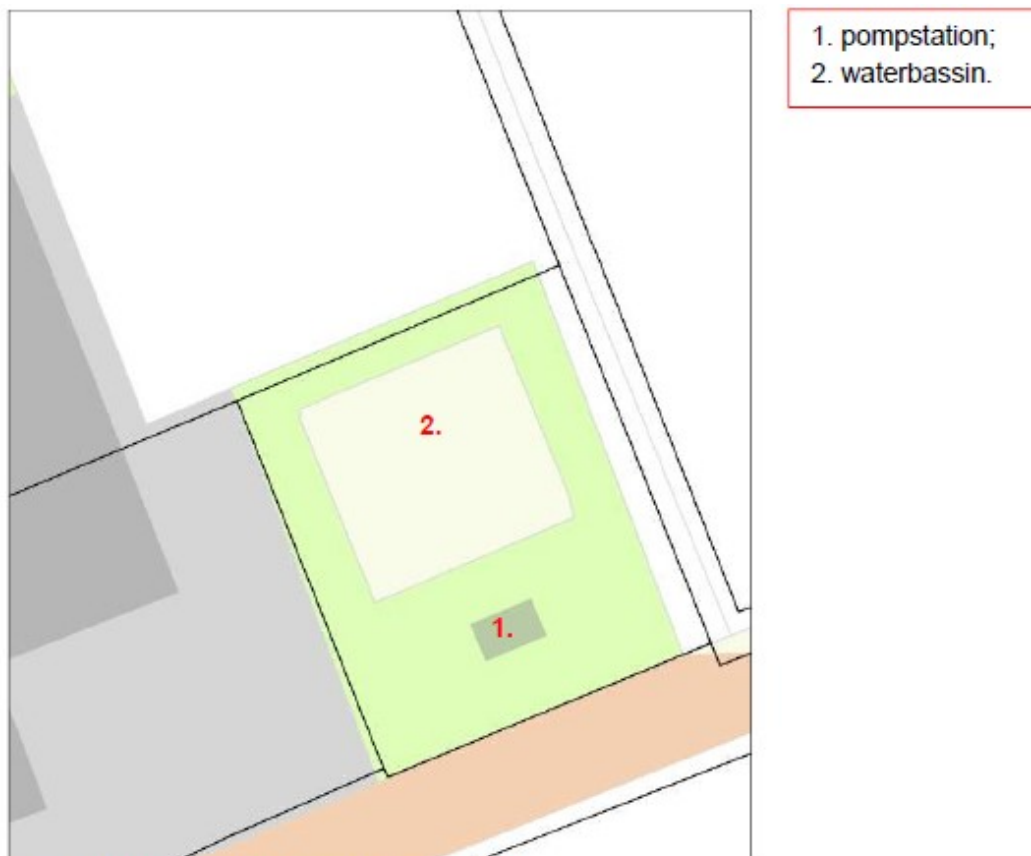 1. pompstation;
2. waterbassin.
2.
1.